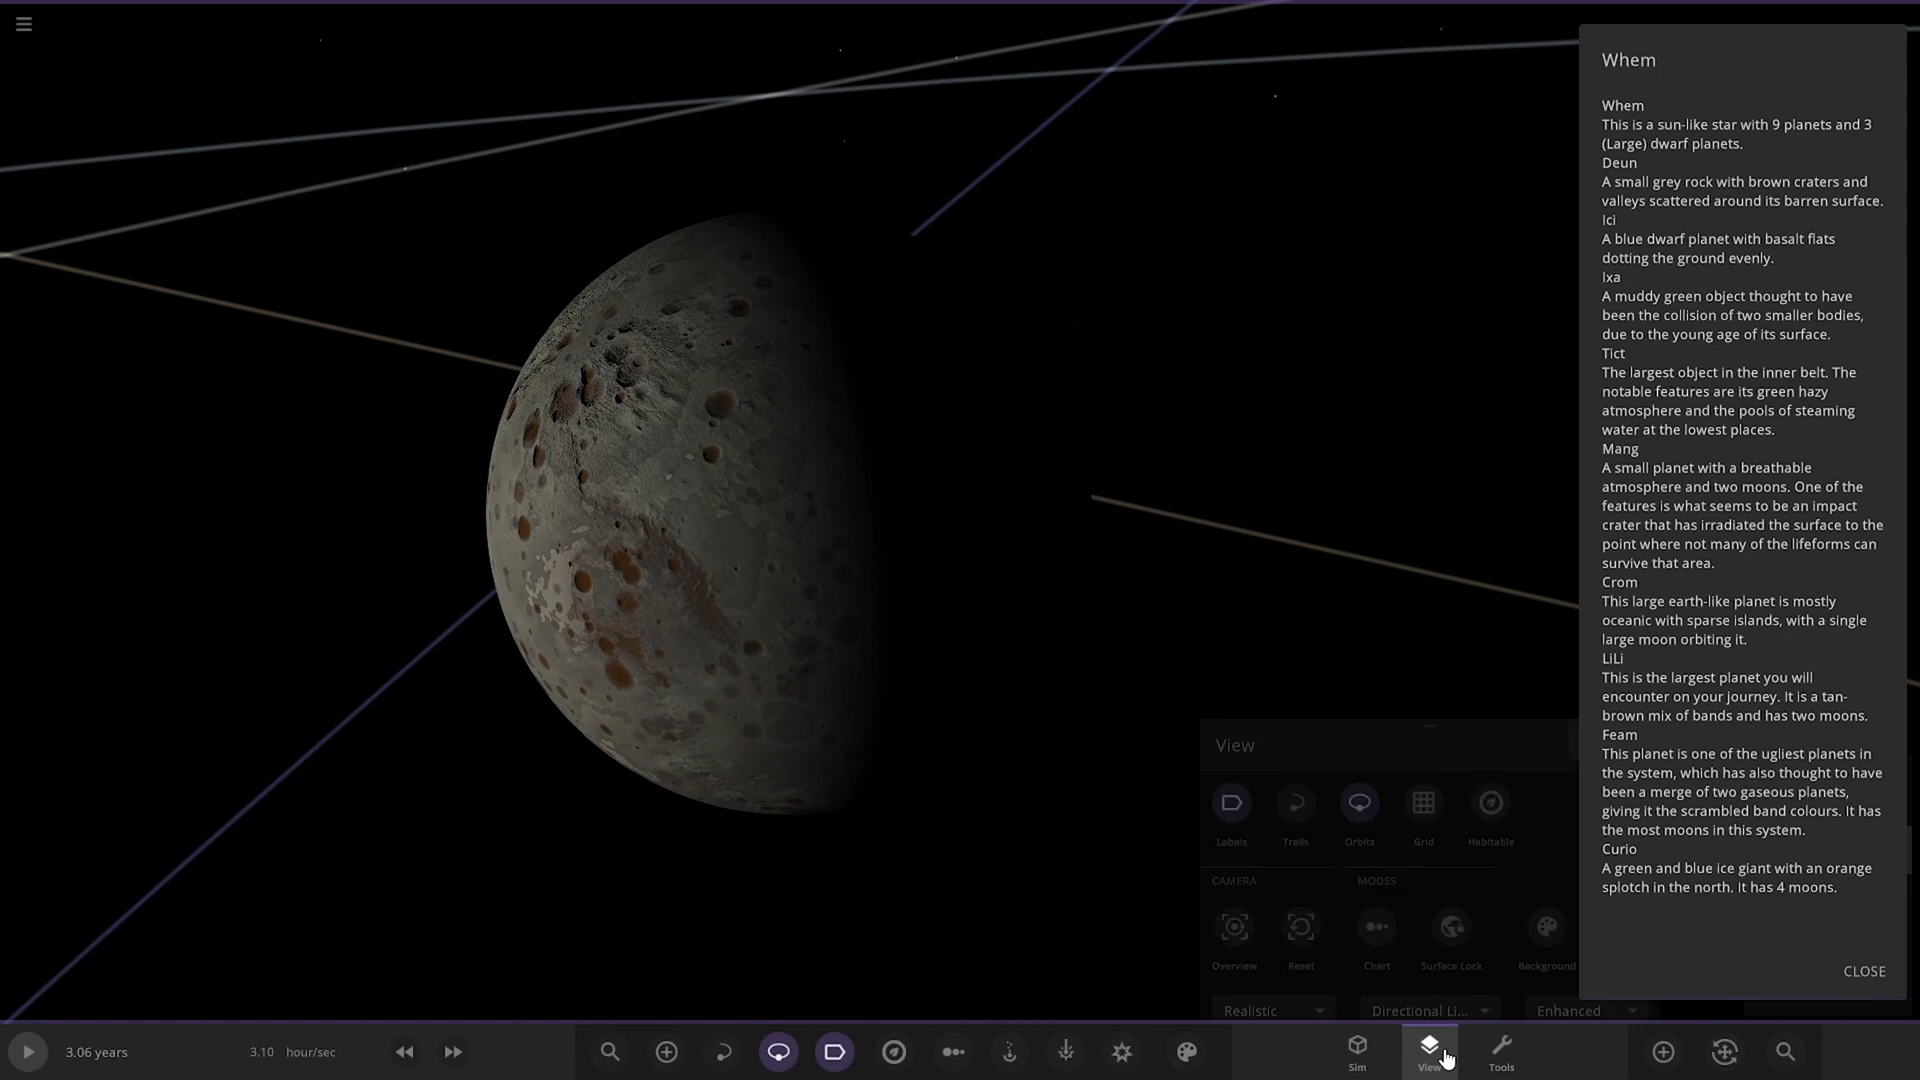 Whem
Whem
This is a sun-like star with 9 planets and 3
(Large) dwarf planets.
Deun
A small grey rock with brown craters and
valleys scattered around its barren surface.
Ici
A blue dwarf planet with basalt flats
dotting the ground evenly.
Ixa
A muddy green object thought to have
been the collision of two smaller bodies,
due to the young age of its surface.
Tict
The largest object in the inner belt. The
notable features are its green hazy
atmosphere and the pools of steaming
water at the lowest places.
Mang
A small planet with a breathable
atmosphere and two moons. One of the
features is what seems to be an impact
crater that has irradiated the surface to the
point where not many of the lifeforms can
survive that area.
Crom
This large earth-like planet is mostly
oceanic with sparse islands, with a single
large moon orbiting it.
LiLi
This is the largest planet you will
encounter on your journey. It is a tan-
brown mix of bands and has two moons.
Feam
This planet is one of the ugliest planets in
the system, which has also thought to have
been a merge of two gaseous planets,
giving it the scrambled band colours. It has
the most moons in this system.
Curio
A green and blue ice giant with an orange
splotch in the north. It has 4 moons.
CLOSE
View
Labels Trails Orbits Grid Habitable
CAMERA MODES
Overview Reset Chart Surface Lock Background
Realistic Directional Li... Enhanced
3.06 years 3.10 hour/sec
Sim View Tools